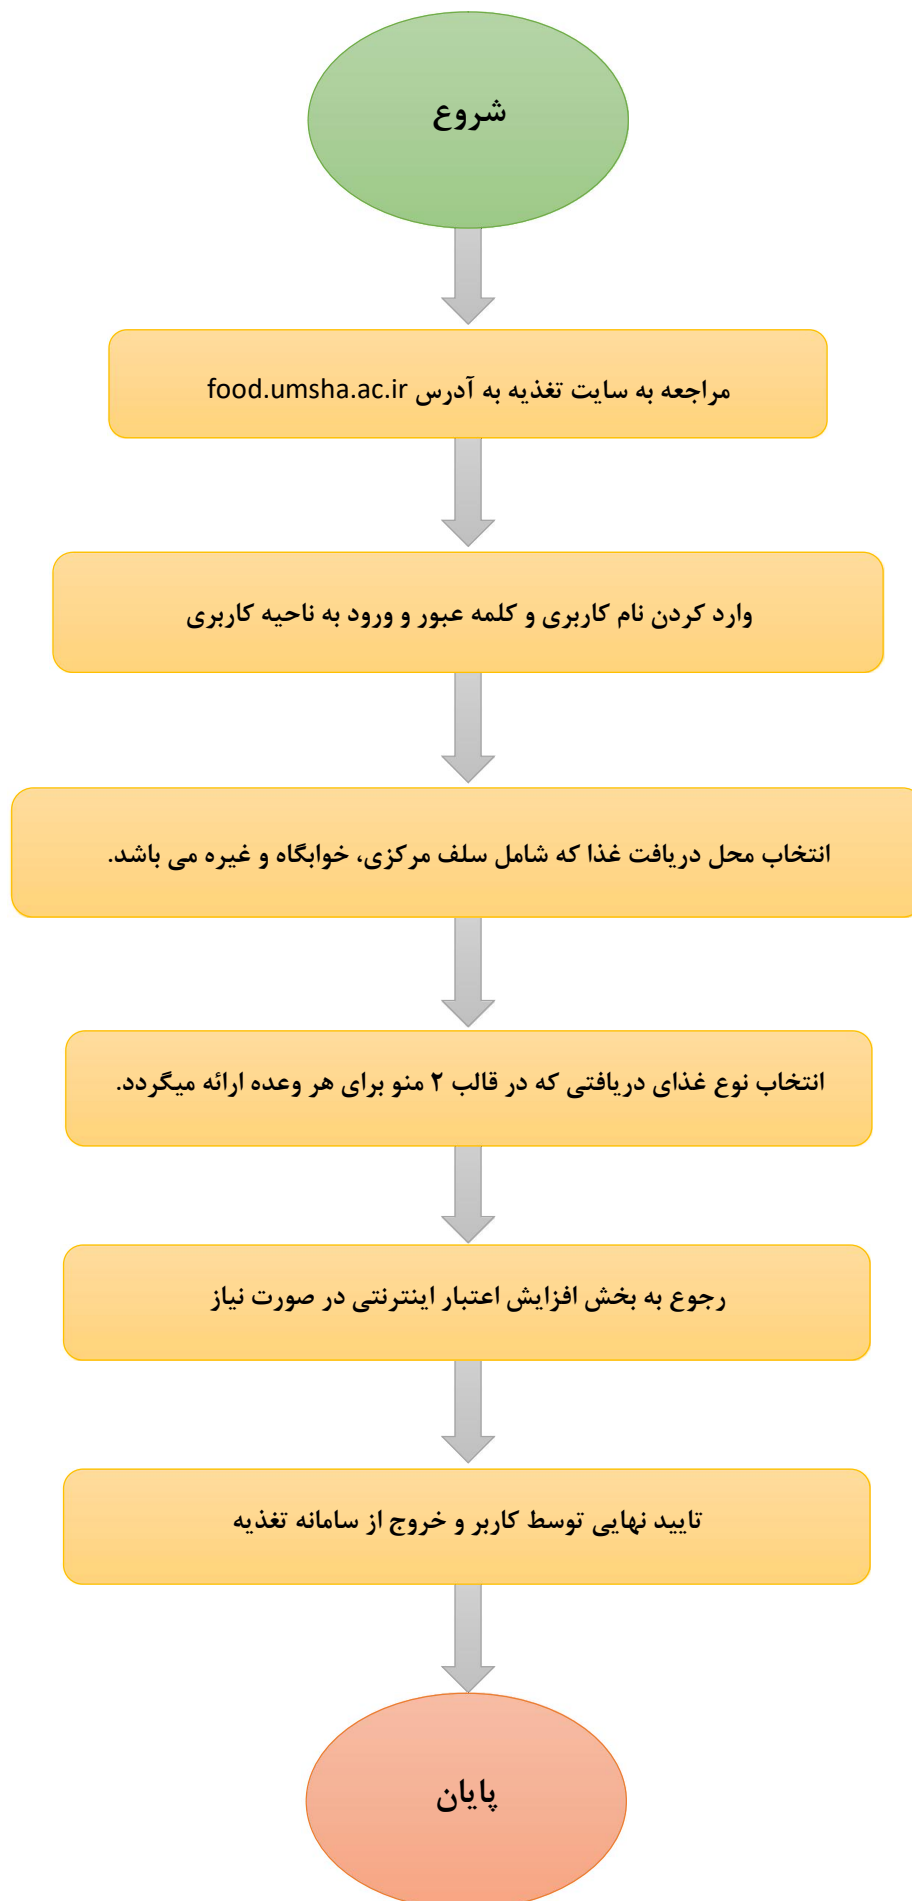 شروع
مراجعه به سایت تغذیه به آدرس food.umsha.ac.ir
وارد کردن نام کاربری و کلمه عبور و ورود به ناحیه کاربری
انتخاب محل دریافت غذا که شامل سلف مرکزی، خوابگاه و غیره می باشد.
انتخاب نوع غذای دریافتی که در قالب ۲ منو برای هر وعده ارائه میگردد.
رجوع به بخش افزایش اعتبار اینترنتی در صورت نیاز
تایید نهایی توسط کاربر و خروج از سامانه تغذیه
پایان